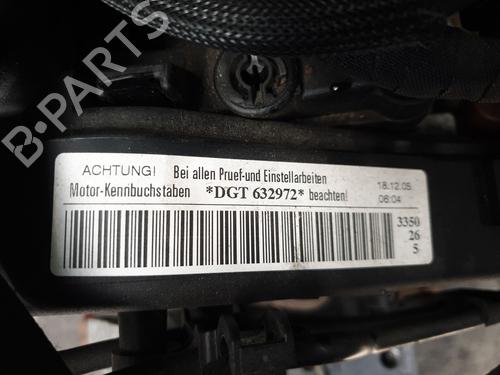 B-PARTS
ACHTUNG! Bei allen Pruef-und Einstellarbeiten
Motor-Kennbuchstaben *DGT 632972* beachten!
18.12.05
06:04
3350
26
5